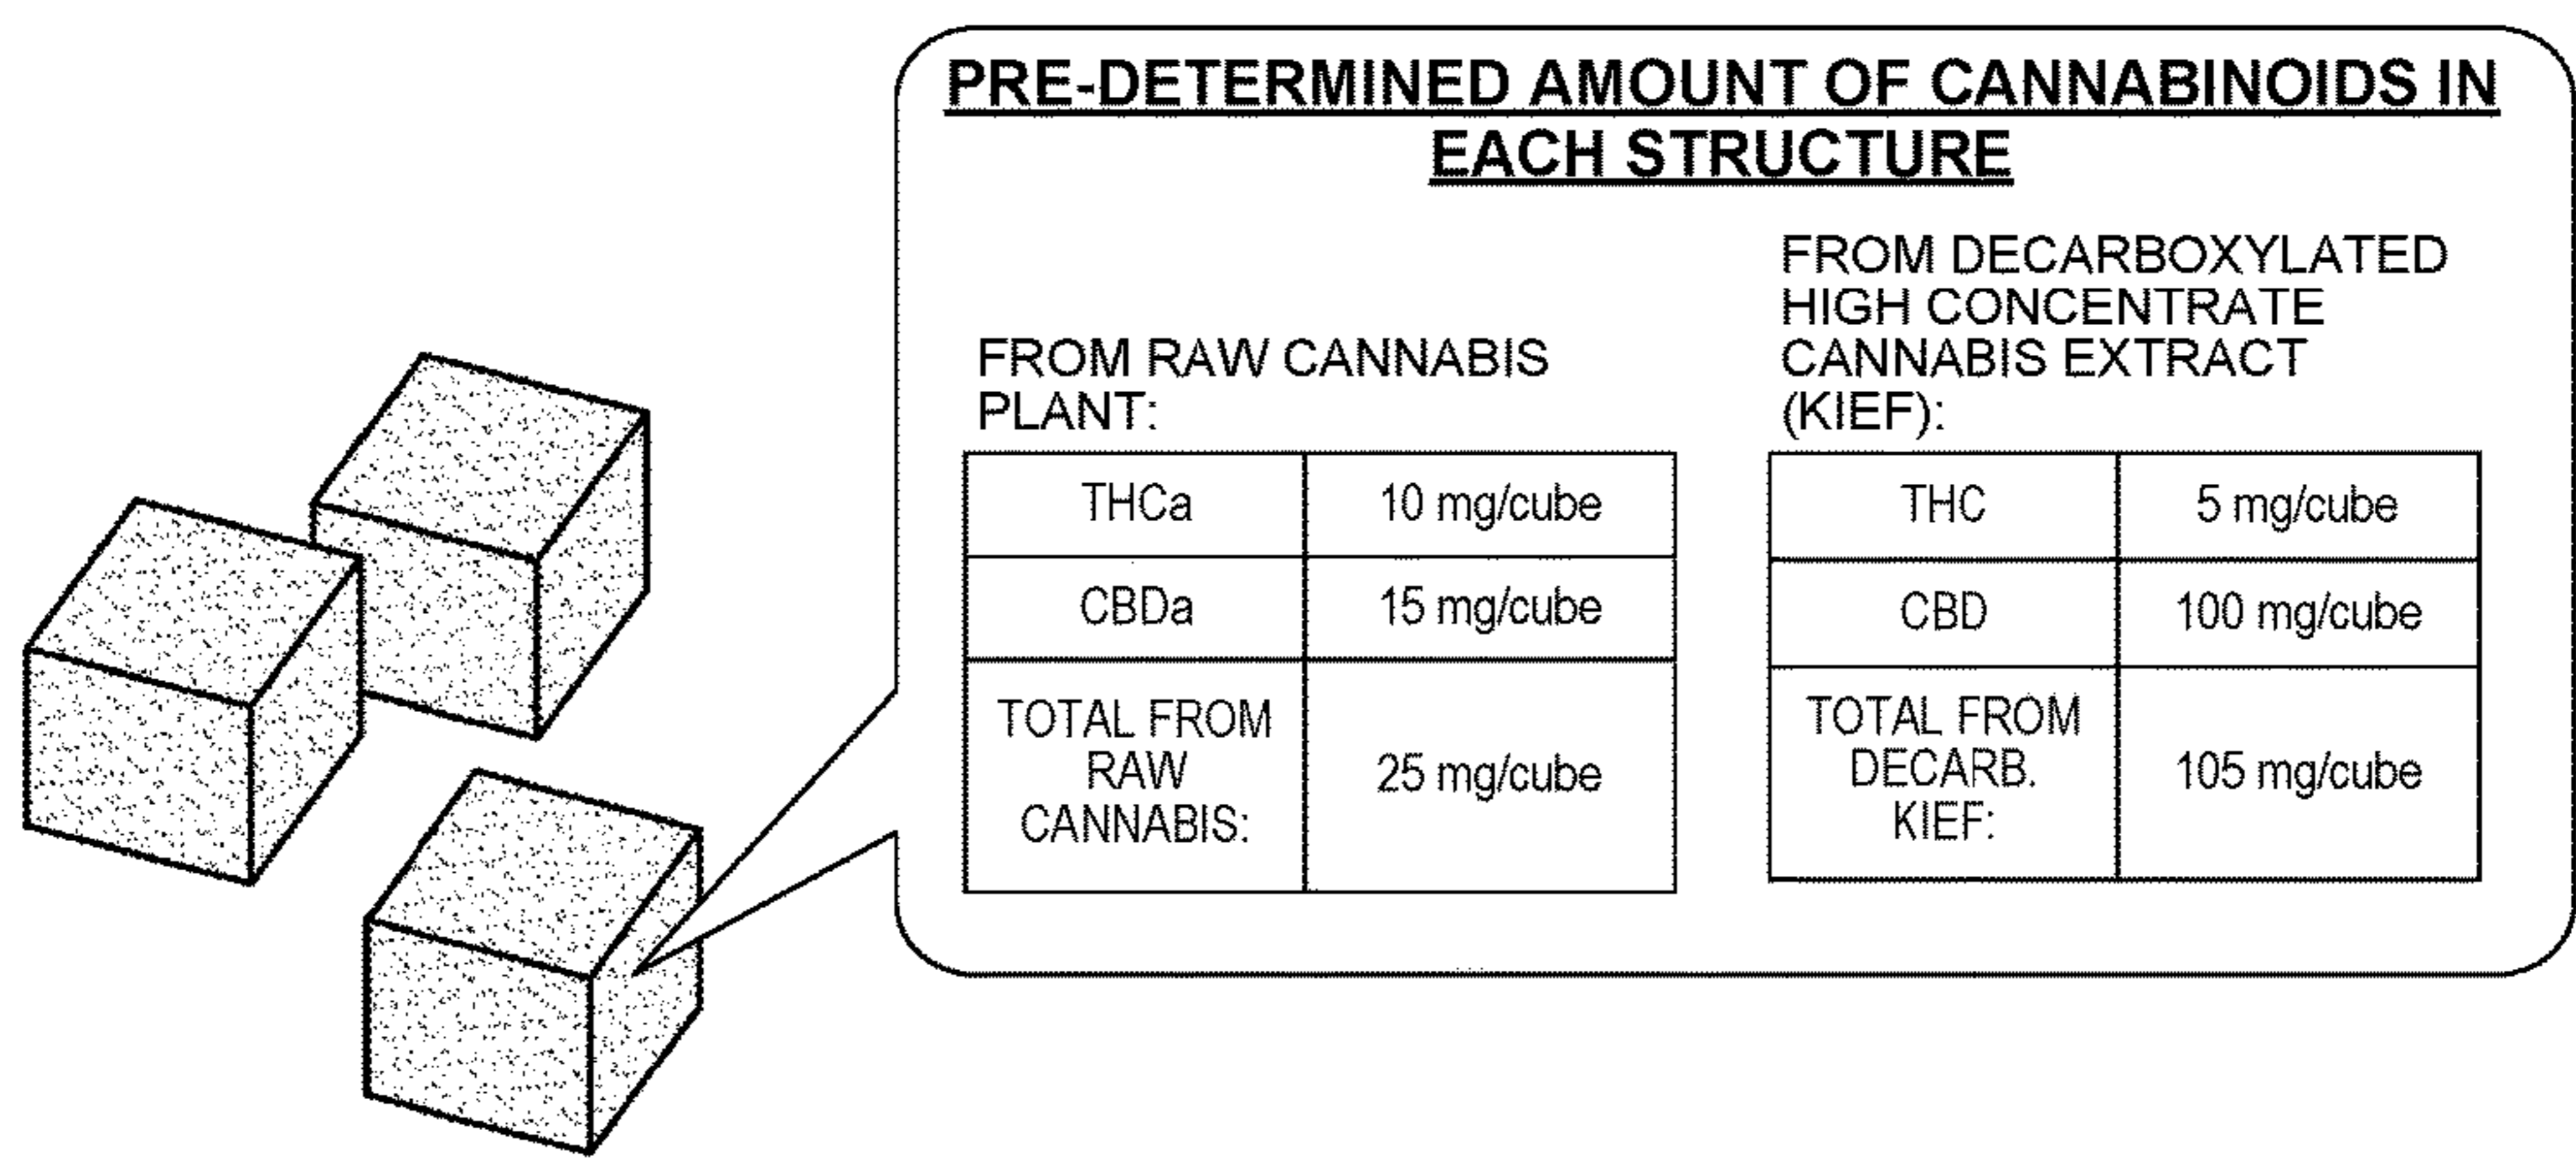 PRE-DETERMINED AMOUNT OF CANNABINOIDS IN
EACH STRUCTURE
FROM RAW CANNABIS
PLANT:
THCa 10 mg/cube
CBDa 15 mg/cube
TOTAL FROM
RAW
CANNABIS:
25 mg/cube
FROM DECARBOXYLATED
HIGH CONCENTRATE
CANNABIS EXTRACT
(KIEF):
THC 5 mg/cube
CBD 100 mg/cube
TOTAL FROM
DECARB.
KIEF:
105 mg/cube